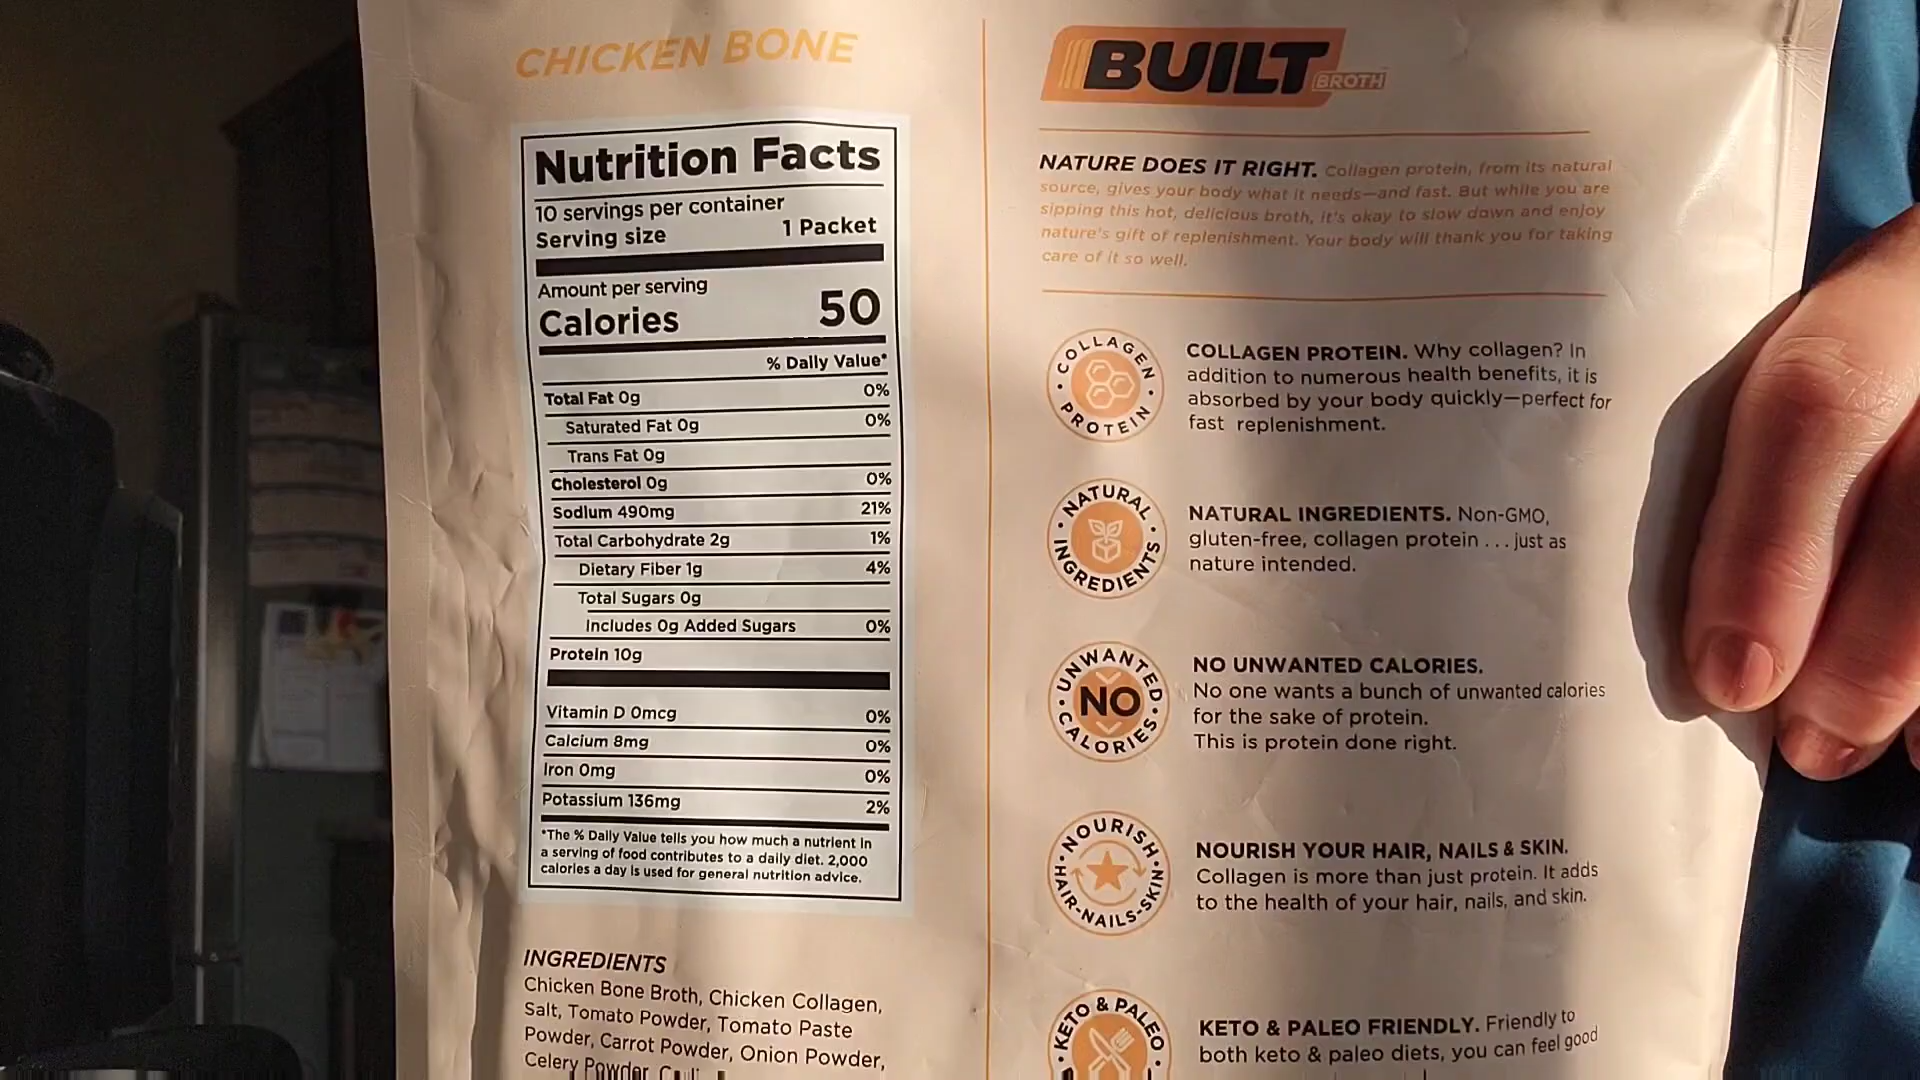 CHICKEN BONE
Nutrition Facts
10 servings per container
Serving size 1 Packet
Amount per serving
Calories 50
% Daily Value*
Total Fat 0g 0%
Saturated Fat 0g 0%
Trans Fat 0g
Cholesterol 0g 0%
Sodium 490mg 21%
Total Carbohydrate 2g 1%
Dietary Fiber 1g 4%
Total Sugars 0g
Includes 0g Added Sugars 0%
Protein 10g
Vitamin D 0mcg 0%
Calcium 8mg 0%
Iron 0mg 0%
Potassium 136mg 2%
*The % Daily Value tells you how much a nutrient in
a serving of food contributes to a daily diet. 2,000
calories a day is used for general nutrition advice.
INGREDIENTS
Chicken Bone Broth, Chicken Collagen,
Salt, Tomato Powder, Tomato Paste
Powder, Carrot Powder, Onion Powder,
Celery Powder,
BUILT BROTH
NATURE DOES IT RIGHT. Collagen protein, from its natural
source, gives your body what it needs—and fast. But while you are
sipping this hot, delicious broth, it's okay to slow down and enjoy
nature's gift of replenishment. Your body will thank you for taking
care of it so well.
COLLAGEN PROTEIN
COLLAGEN PROTEIN. Why collagen? In
addition to numerous health benefits, it is
absorbed by your body quickly—perfect for
fast replenishment.
NATURAL INGREDIENTS
NATURAL INGREDIENTS. Non-GMO,
gluten-free, collagen protein . . . just as
nature intended.
UNWANTED CALORIES
NO
NO UNWANTED CALORIES.
No one wants a bunch of unwanted calories
for the sake of protein.
This is protein done right.
NOURISH HAIR-NAILS-SKIN
NOURISH YOUR HAIR, NAILS & SKIN.
Collagen is more than just protein. It adds
to the health of your hair, nails, and skin.
KETO & PALEO
KETO & PALEO FRIENDLY. Friendly to
both keto & paleo diets, you can feel good